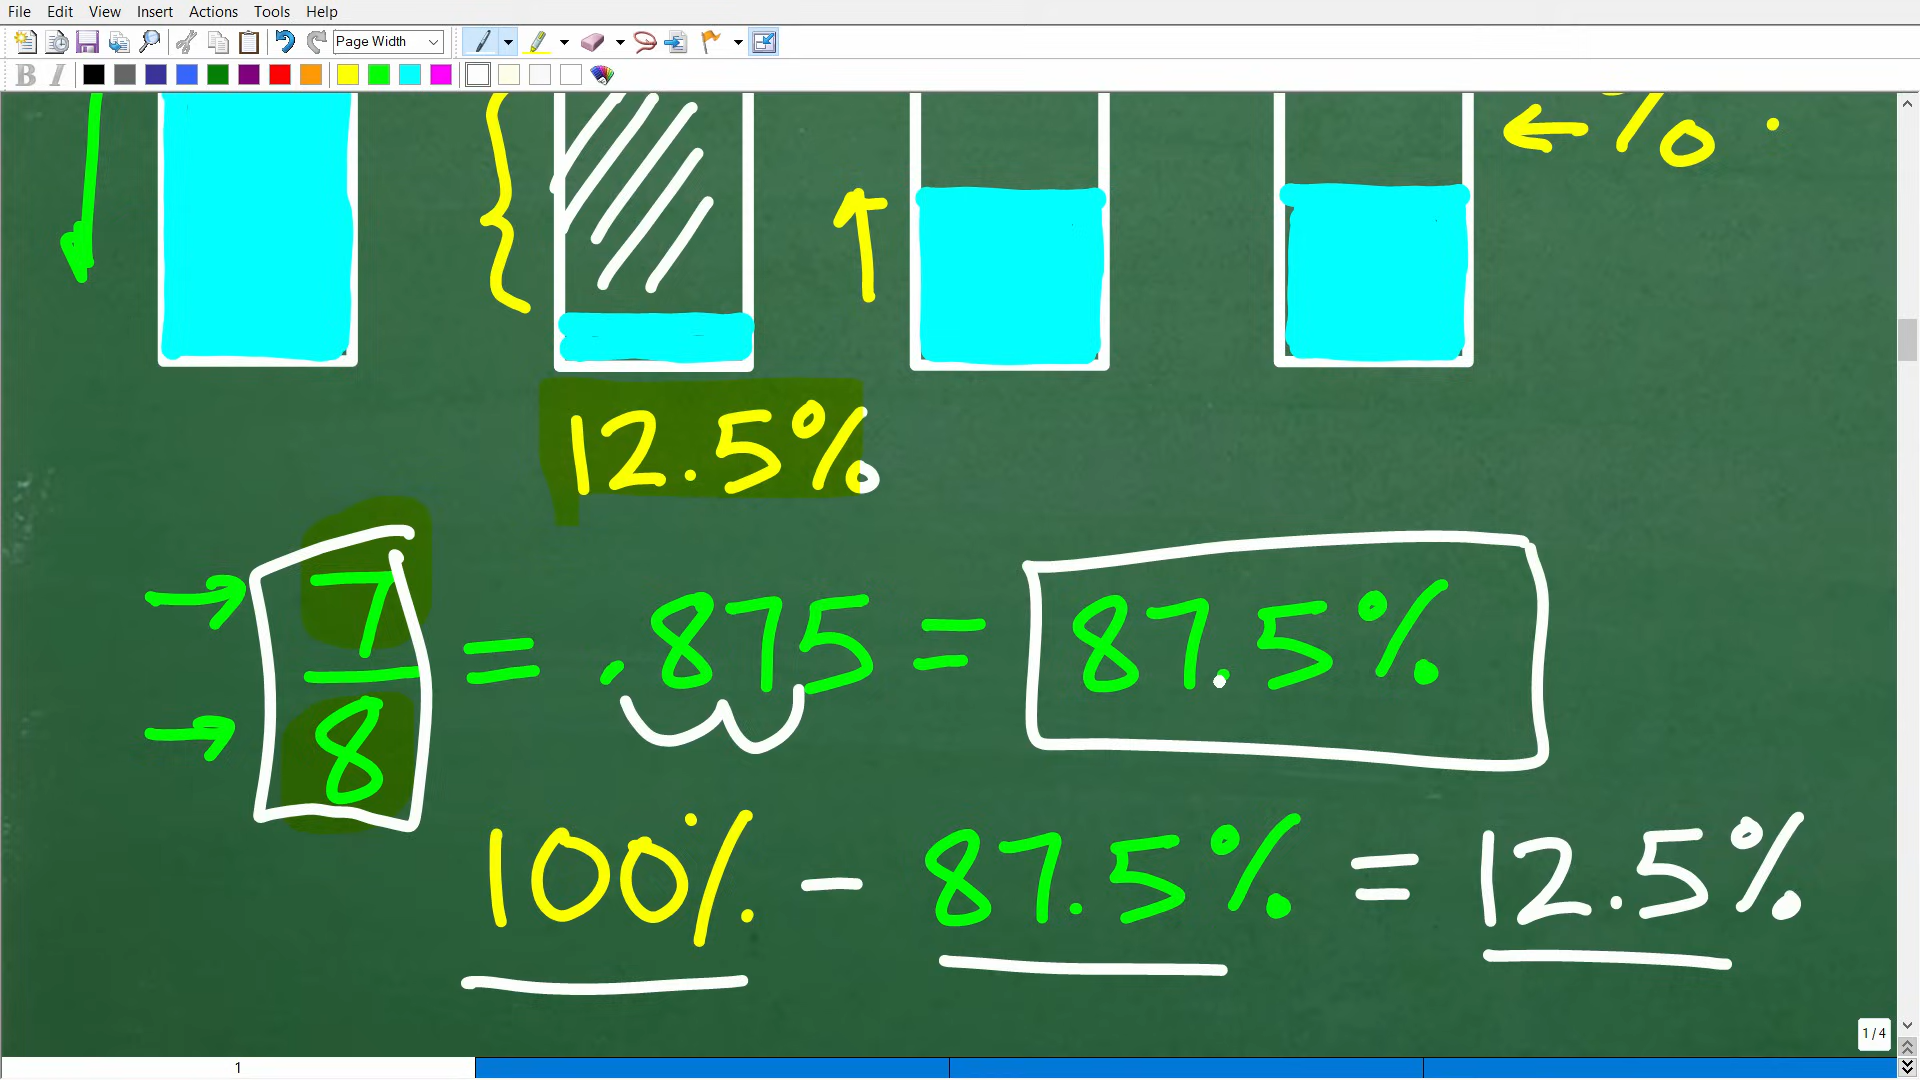 File Edit View Insert Actions Tools Help
Page Width
B I
← % .
12.5%
7/8 = .875 = 87.5%
100% - 87.5% = 12.5%
1 / 4
1